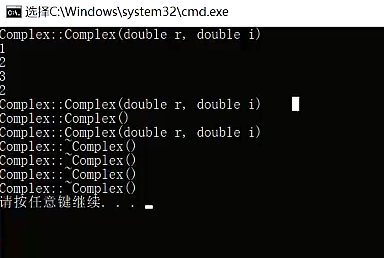 选择C:\Windows\system32\cmd.exe
Complex::Complex(double r, double i)
1
2
3
2
Complex::Complex(double r, double i)
Complex::Complex()
Complex::Complex(double r, double i)
Complex::~Complex()
Complex::~Complex()
Complex::~Complex()
Complex::~Complex()
请按任意键继续. . .